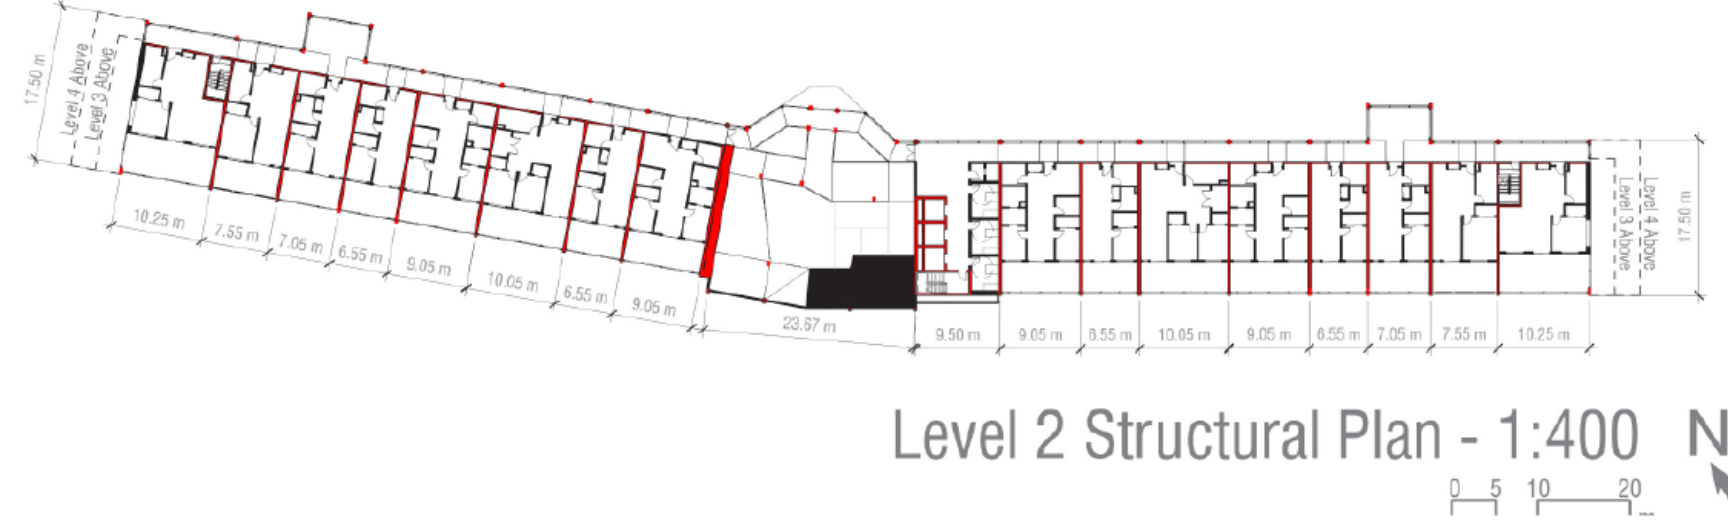 17.50 m
Level 4 Above
Level 3 Above
10.25 m
7.55 m
7.05 m
6.55 m
9.05 m
10.05 m
6.55 m
9.05 m
23.67 m
9.50 m
9.05 m
6.55 m
10.05 m
9.05 m
6.55 m
7.05 m
7.55 m
10.25 m
Level 3 Above
Level 4 Above
17.50 m
Level 2 Structural Plan - 1:400
N
0 5 10 20